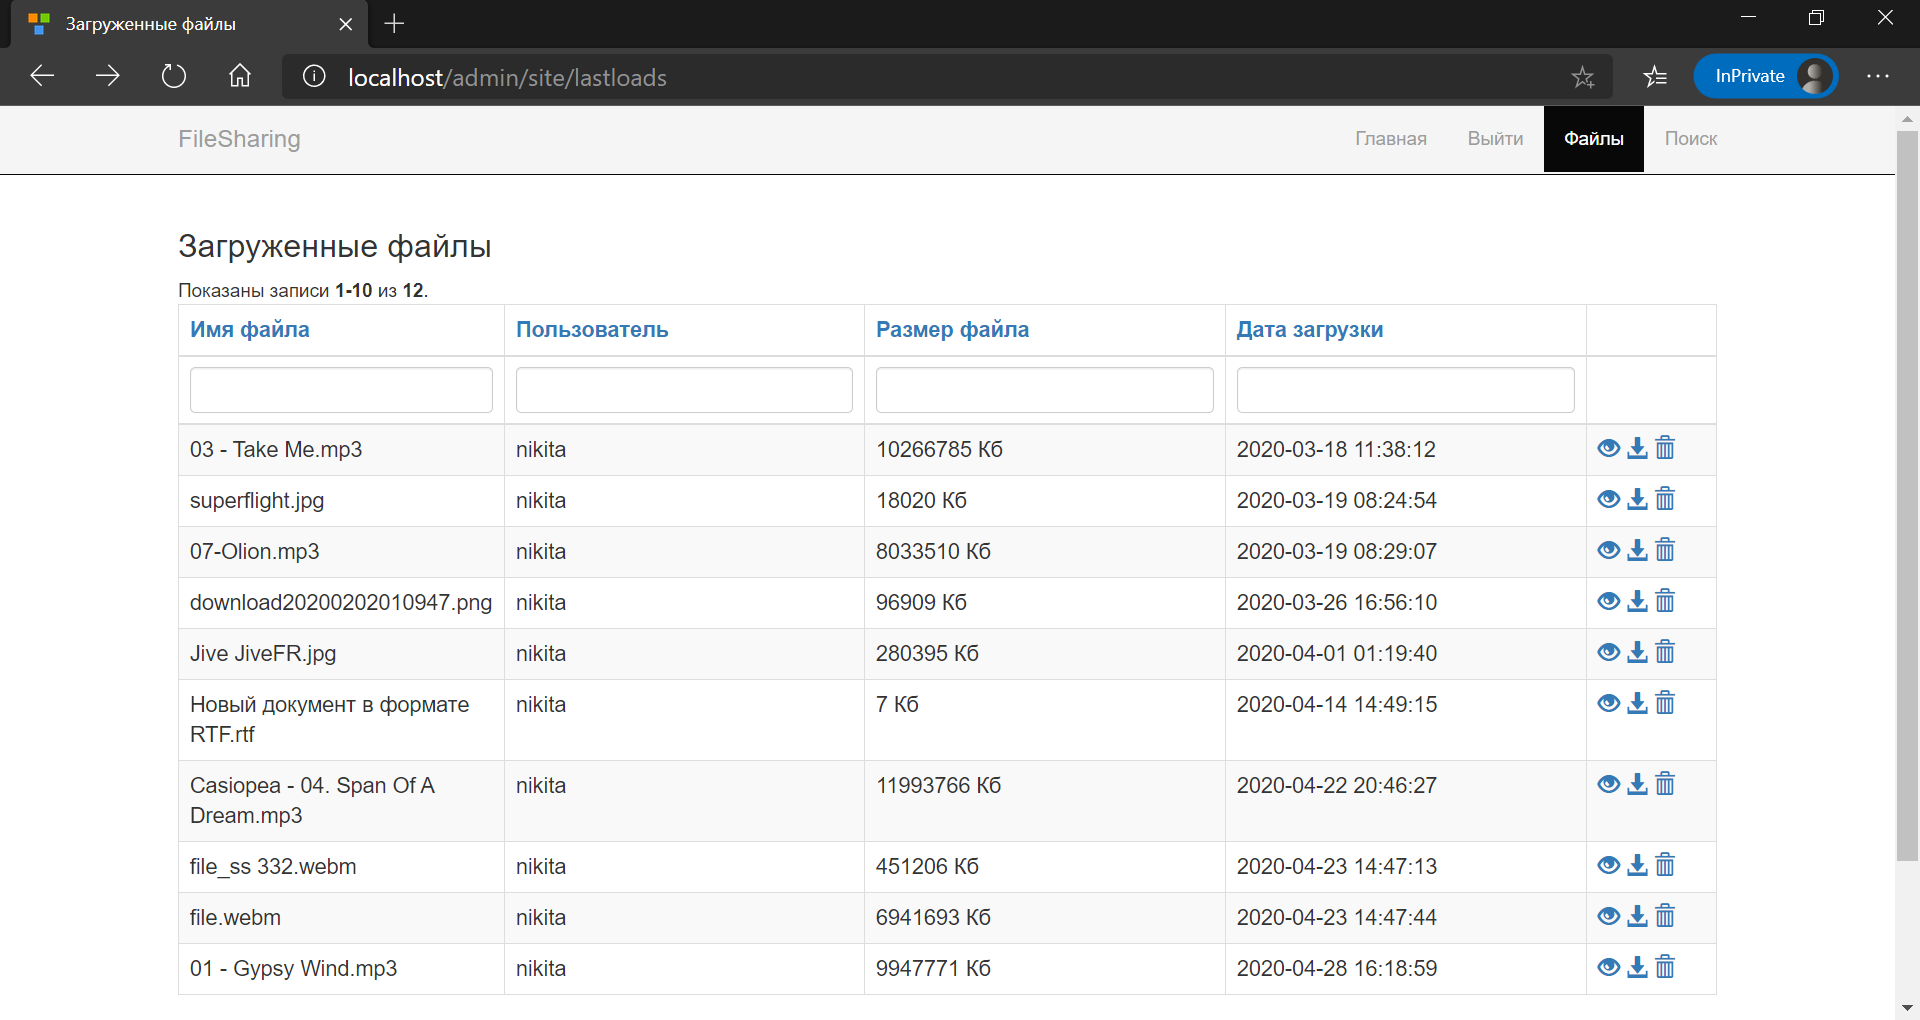 Загруженные файлы
localhost/admin/site/lastloads
InPrivate
FileSharing
Главная Выйти Файлы Поиск
Загруженные файлы
Показаны записи 1-10 из 12.
Имя файла Пользователь Размер файла Дата загрузки
03 - Take Me.mp3 nikita 10266785 Кб 2020-03-18 11:38:12
superflight.jpg nikita 18020 Кб 2020-03-19 08:24:54
07-Olion.mp3 nikita 8033510 Кб 2020-03-19 08:29:07
download20200202010947.png nikita 96909 Кб 2020-03-26 16:56:10
Jive JiveFR.jpg nikita 280395 Кб 2020-04-01 01:19:40
Новый документ в формате nikita 7 Кб 2020-04-14 14:49:15
RTF.rtf
Casiopea - 04. Span Of A nikita 11993766 Кб 2020-04-22 20:46:27
Dream.mp3
file_ss 332.webm nikita 451206 Кб 2020-04-23 14:47:13
file.webm nikita 6941693 Кб 2020-04-23 14:47:44
01 - Gypsy Wind.mp3 nikita 9947771 Кб 2020-04-28 16:18:59